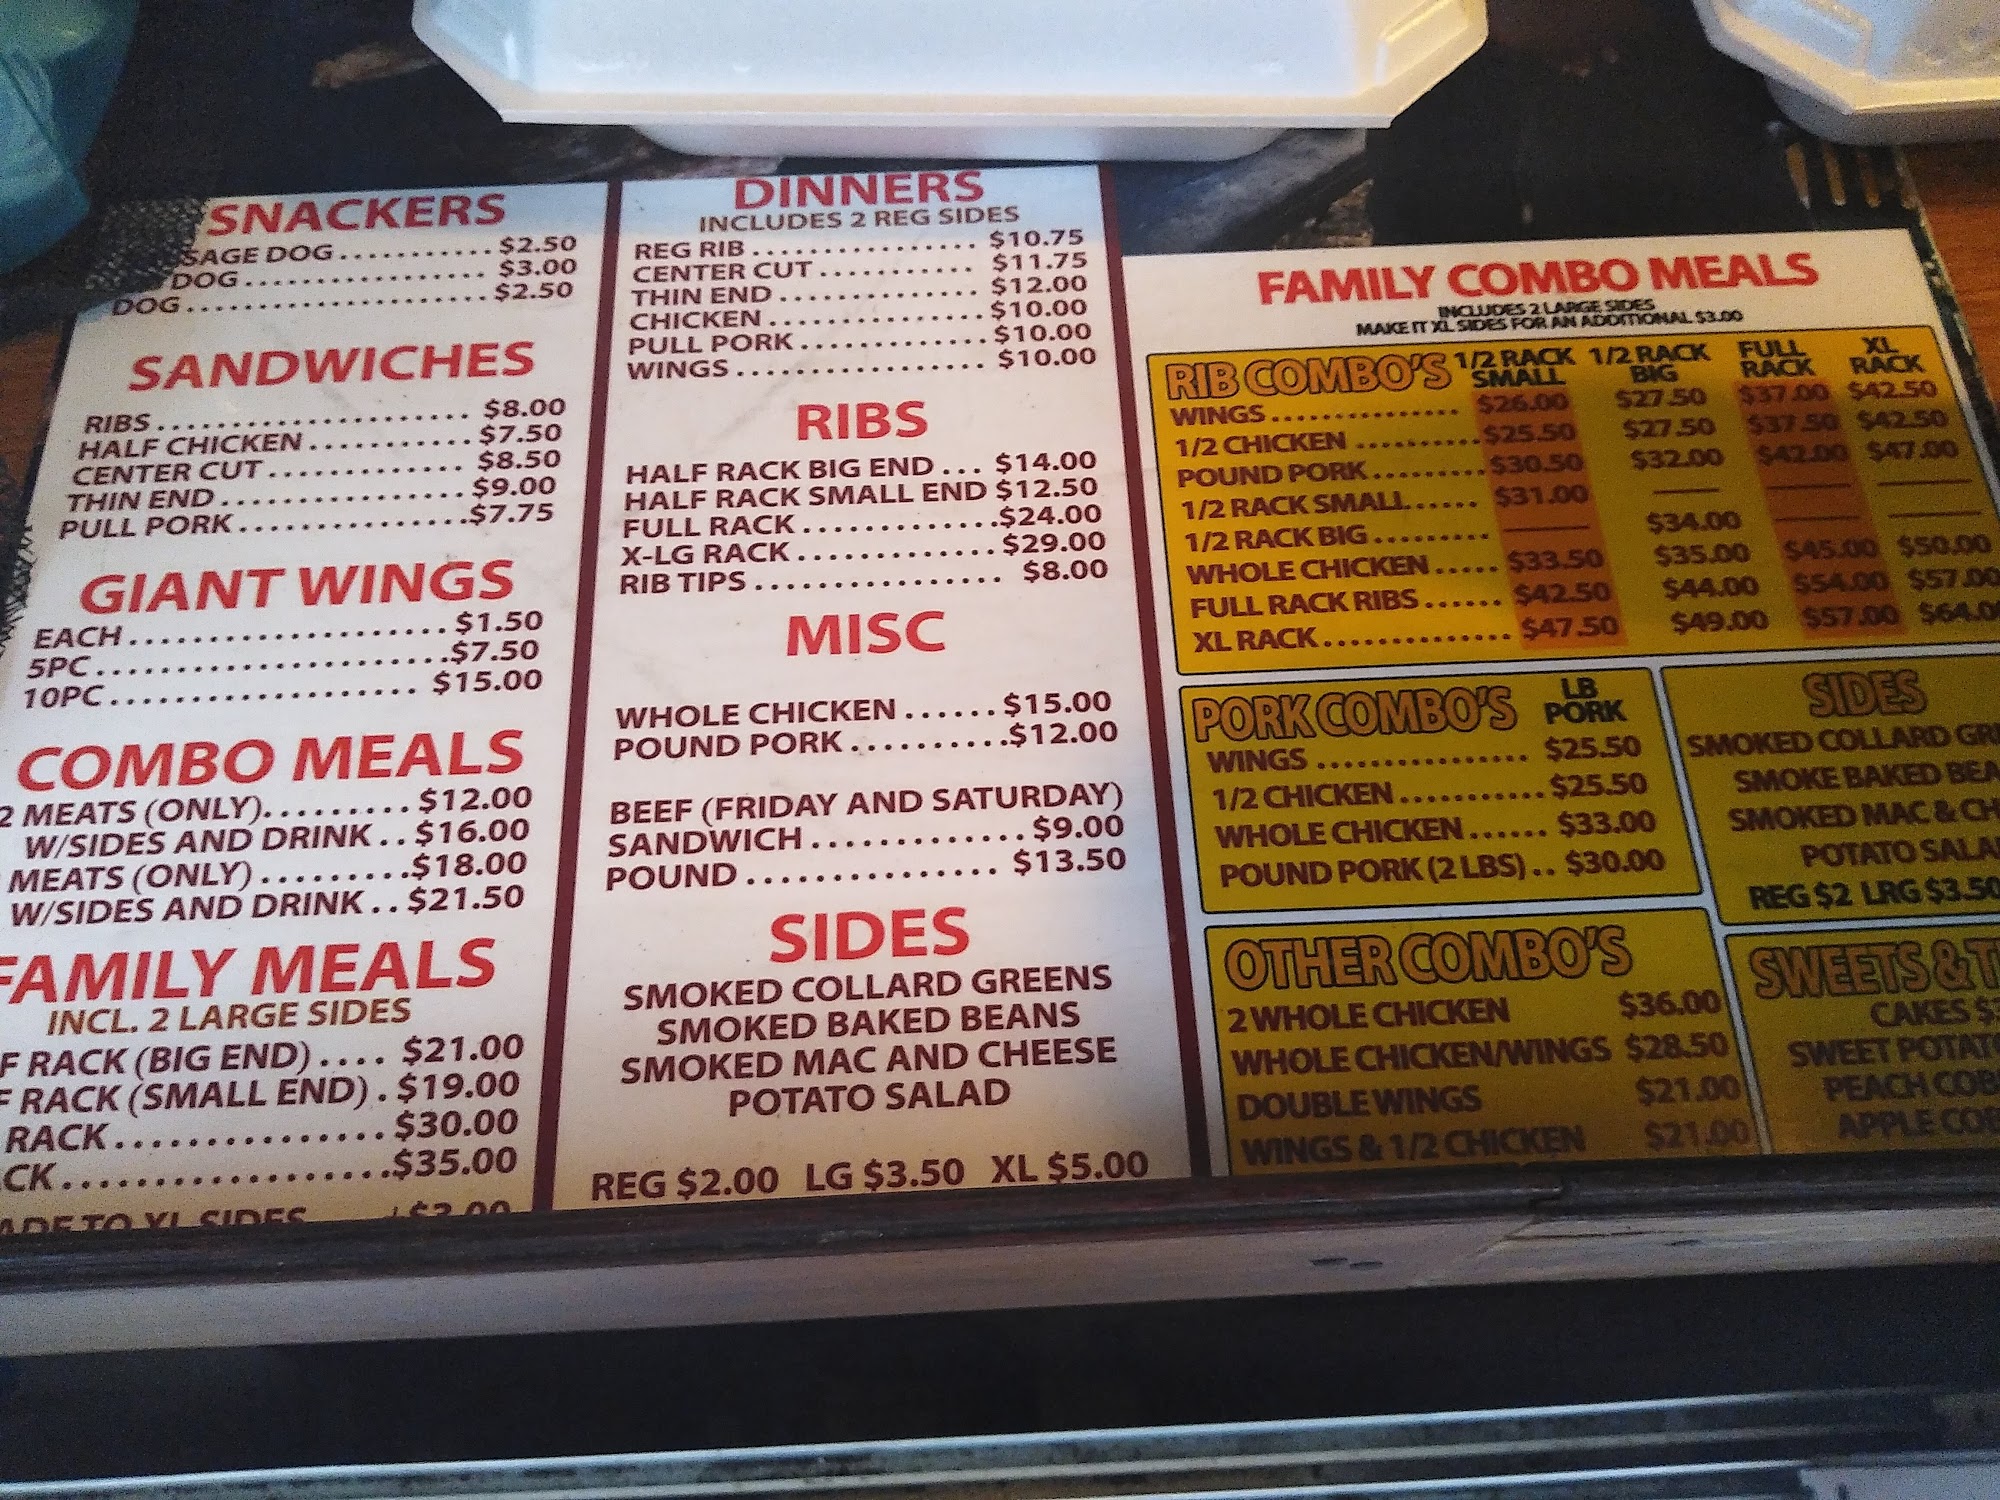 SNACKERS
DOG........... $2.50
DOG................. $3.00
DOG..................... $2.50
SANDWICHES
RIBS..................... $8.00
HALF CHICKEN........... $7.50
CENTER CUT............. $8.50
THIN END................. $9.00
PULL PORK...............$7.75
GIANT WINGS
EACH..................... $1.50
5PC.......................$7.50
10PC.................... $15.00
COMBO MEALS
2 MEATS (ONLY)......... $12.00
W/SIDES AND DRINK.. $16.00
MEATS (ONLY)..........$18.00
W/SIDES AND DRINK.. $21.50
FAMILY MEALS
INCL. 2 LARGE SIDES
RACK (BIG END).... $21.00
RACK (SMALL END). $19.00
RACK............... $30.00
...................$35.00
TO XL SIDES
DINNERS
INCLUDES 2 REG SIDES
REG RIB................. $10.75
CENTER CUT........... $11.75
THIN END............... $12.00
CHICKEN................ $10.00
PULL PORK............. $10.00
WINGS................... $10.00
RIBS
HALF RACK BIG END... $14.00
HALF RACK SMALL END $12.50
FULL RACK.............$24.00
X-LG RACK............. $29.00
RIB TIPS................ $8.00
MISC
WHOLE CHICKEN...... $15.00
POUND PORK..........$12.00
BEEF (FRIDAY AND SATURDAY)
SANDWICH............. $9.00
POUND............... $13.50
SIDES
SMOKED COLLARD GREENS
SMOKED BAKED BEANS
SMOKED MAC AND CHEESE
POTATO SALAD
REG $2.00 LG $3.50 XL $5.00
FAMILY COMBO MEALS
INCLUDES 2 LARGE SIDES
MAKE IT XL SIDES FOR AN ADDITIONAL $3.00
RIB COMBO'S 1/2 RACK SMALL 1/2 RACK BIG FULL RACK XL RACK
WINGS................ $26.00 $27.50 $37.00 $42.50
1/2 CHICKEN ..........$25.50 $27.50 $37.50 $42.50
POUND PORK.........$30.50 $32.00 $42.00 $47.00
1/2 RACK SMALL...... $31.00 —— —— ——
1/2 RACK BIG......... —— $34.00 —— ——
WHOLE CHICKEN..... $33.50 $35.00 $45.00 $50.00
FULL RACK RIBS...... $42.50 $44.00 $54.00 $57.00
XL RACK............... $47.50 $49.00 $57.00 $64.0
PORK COMBO'S LB PORK
WINGS ............... $25.50
1/2 CHICKEN........... $25.50
WHOLE CHICKEN...... $33.00
POUND PORK (2 LBS).. $30.00
OTHER COMBO'S
2 WHOLE CHICKEN $36.00
WHOLE CHICKEN/WINGS $28.50
DOUBLE WINGS $21.00
WINGS & 1/2 CHICKEN $21.00
SIDES
SMOKED COLLARD
SMOKE BAKED
SMOKED MAC &
POTATO
REG $2 LRG $3.50
SWEETS &
CAKES
SWEET
PEACH
APPLE